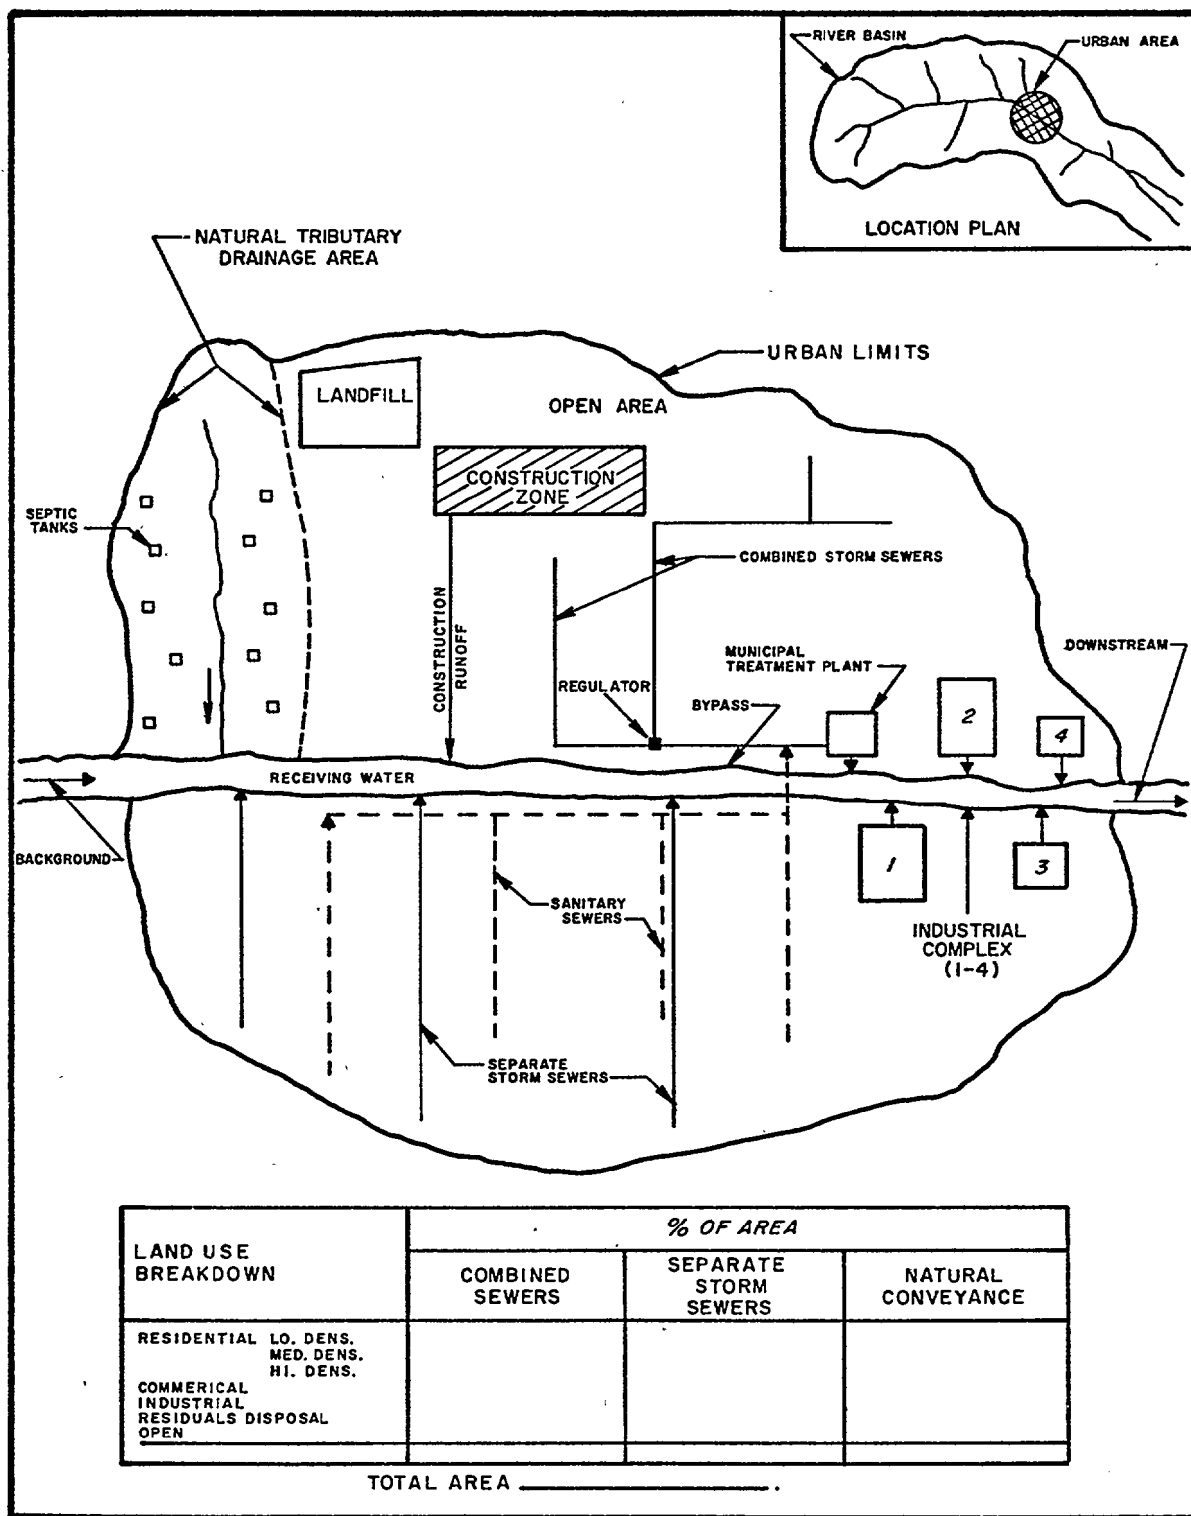 RIVER BASIN
URBAN AREA
LOCATION PLAN
NATURAL TRIBUTARY
DRAINAGE AREA
URBAN LIMITS
LANDFILL
OPEN AREA
CONSTRUCTION
ZONE
SEPTIC
TANKS
COMBINED STORM SEWERS
CONSTRUCTION
RUNOFF
MUNICIPAL
TREATMENT PLANT
DOWNSTREAM
REGULATOR
BYPASS
2
4
RECEIVING WATER
BACKGROUND
1
3
SANITARY
SEWERS
INDUSTRIAL
COMPLEX
(1-4)
SEPARATE
STORM SEWERS
LAND USE
BREAKDOWN
% OF AREA
COMBINED
SEWERS
SEPARATE
STORM
SEWERS
NATURAL
CONVEYANCE
RESIDENTIAL LO. DENS.
MED. DENS.
HI. DENS.
COMMERICAL
INDUSTRIAL
RESIDUALS DISPOSAL
OPEN
TOTAL AREA